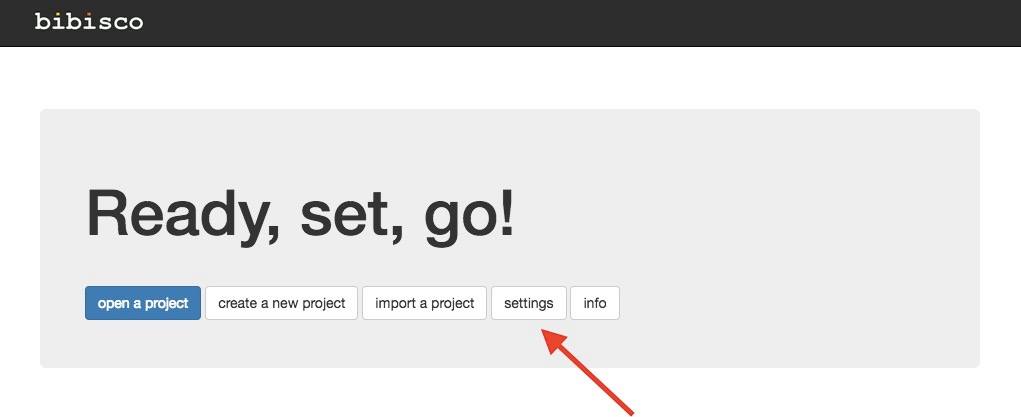 bibisco
Ready, set, go!
open a project create a new project import a project settings info